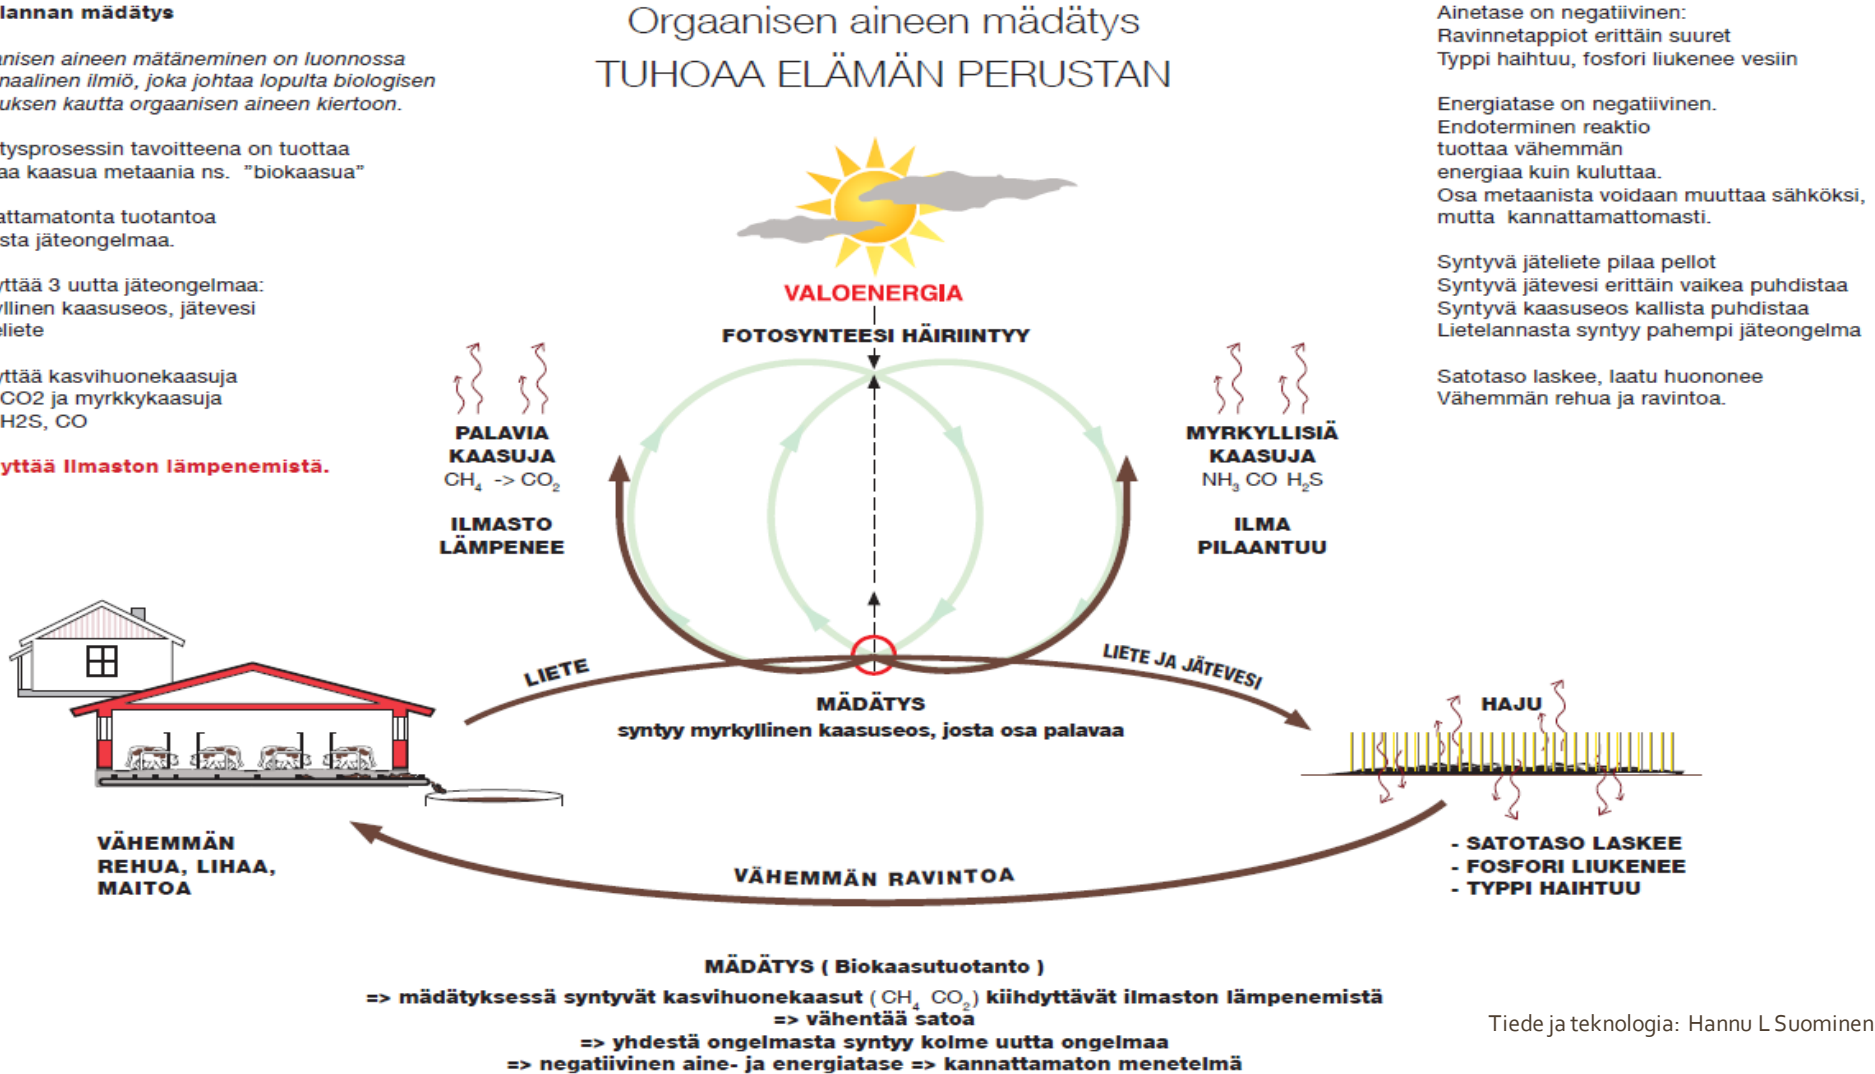 lannan mädätys
nisen aineen mätäneminen on luonnossa
naalinen ilmiö, joka johtaa lopulta biologisen
uksen kautta orgaanisen aineen kiertoon.
tysprosessin tavoitteena on tuottaa
aa kaasua metaania ns. ”biokaasua”
attamatonta tuotantoa
sta jäteongelmaa.
ttää 3 uutta jäteongelmaa:
yllinen kaasuseos, jätevesi
eliete
ttää kasvihuonekaasuja
CO2 ja myrkkykaasuja
H2S, CO
yttää Ilmaston lämpenemistä.
Orgaanisen aineen mädätys
TUHOAA ELÄMÄN PERUSTAN
Ainetase on negatiivinen:
Ravinnetappiot erittäin suuret
Typpi haihtuu, fosfori liukenee vesiin
Energiatase on negatiivinen.
Endoterminen reaktio
tuottaa vähemmän
energiaa kuin kuluttaa.
Osa metaanista voidaan muuttaa sähköksi,
mutta kannattamattomasti.
Syntyvä jäteliete pilaa pellot
Syntyvä jätevesi erittäin vaikea puhdistaa
Syntyvä kaasuseos kallista puhdistaa
Lietelannasta syntyy pahempi jäteongelma
Satotaso laskee, laatu huononee
Vähemmän rehua ja ravintoa.
VALOENERGIA
FOTOSYNTEESI HÄIRIINTYY
PALAVIA
KAASUJA
CH₄ -> CO₂
ILMASTO
LÄMPENEE
MYRKYLLISIÄ
KAASUJA
NH₃ CO H₂S
ILMA
PILAANTUU
LIETE
LIETE JA JÄTEVESI
MÄDÄTYS
syntyy myrkyllinen kaasuseos, josta osa palavaa
HAJU
VÄHEMMÄN
REHUA, LIHAA,
MAITOA
VÄHEMMÄN RAVINTOA
- SATOTASO LASKEE
- FOSFORI LIUKENEE
- TYPPI HAIHTUU
MÄDÄTYS ( Biokaasutuotanto )
=> mädätyksessä syntyvät kasvihuonekaasut ( CH₄ CO₂) kiihdyttävät ilmaston lämpenemistä
=> vähentää satoa
=> yhdestä ongelmasta syntyy kolme uutta ongelmaa
=> negatiivinen aine- ja energiatase => kannattamaton menetelmä
Tiede ja teknologia: Hannu L Suominen